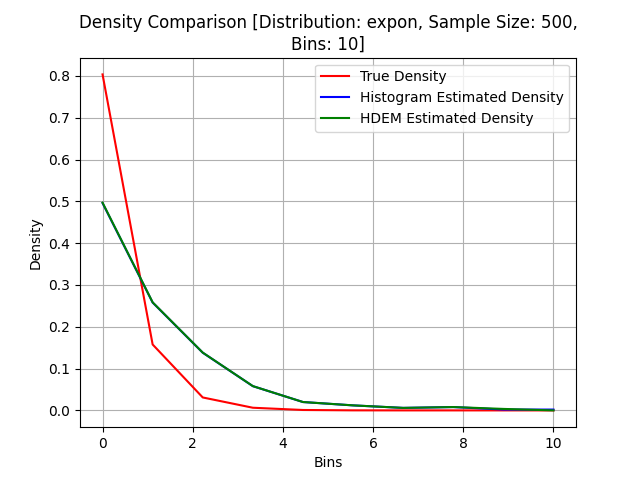 Density Comparison [Distribution: expon, Sample Size: 500,
Bins: 10]
True Density
Histogram Estimated Density
HDEM Estimated Density
Density
0.8
0.7
0.6
0.5
0.4
0.3
0.2
0.1
0.0
0 2 4 6 8 10
Bins